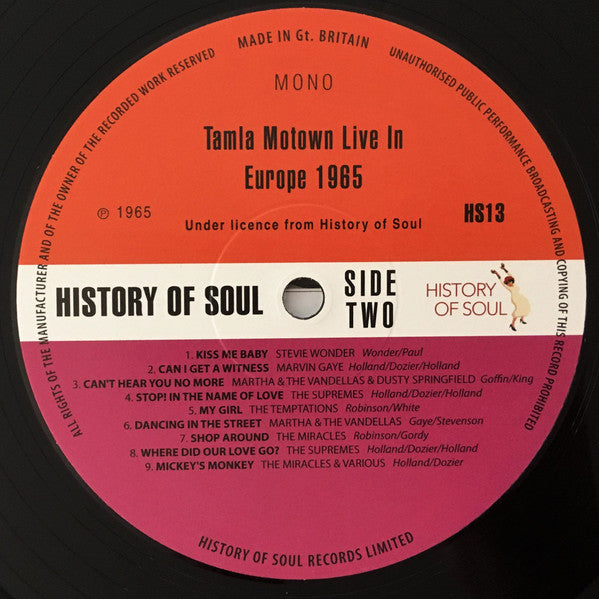 MADE IN Gt. BRITAIN
ALL RIGHTS OF THE MANUFACTURER AND OF THE OWNER OF THE RECORDED WORK RESERVED
UNAUTHORISED PUBLIC PERFORMANCE BROADCASTING AND COPYING OF THIS RECORD PROHIBITED
MONO
Tamla Motown Live In
Europe 1965
℗ 1965
HS13
Under licence from History of Soul
HISTORY OF SOUL
SIDE
TWO
HISTORY
OF SOUL
1. KISS ME BABY STEVIE WONDER Wonder/Paul
2. CAN I GET A WITNESS MARVIN GAYE Holland/Dozier/Holland
3. CAN'T HEAR YOU NO MORE MARTHA & THE VANDELLAS & DUSTY SPRINGFIELD Goffin/King
4. STOP! IN THE NAME OF LOVE THE SUPREMES Holland/Dozier/Holland
5. MY GIRL THE TEMPTATIONS Robinson/White
6. DANCING IN THE STREET MARTHA & THE VANDELLAS Gaye/Stevenson
7. SHOP AROUND THE MIRACLES Robinson/Gordy
8. WHERE DID OUR LOVE GO? THE SUPREMES Holland/Dozier/Holland
9. MICKEY'S MONKEY THE MIRACLES & VARIOUS Holland/Dozier
HISTORY OF SOUL RECORDS LIMITED